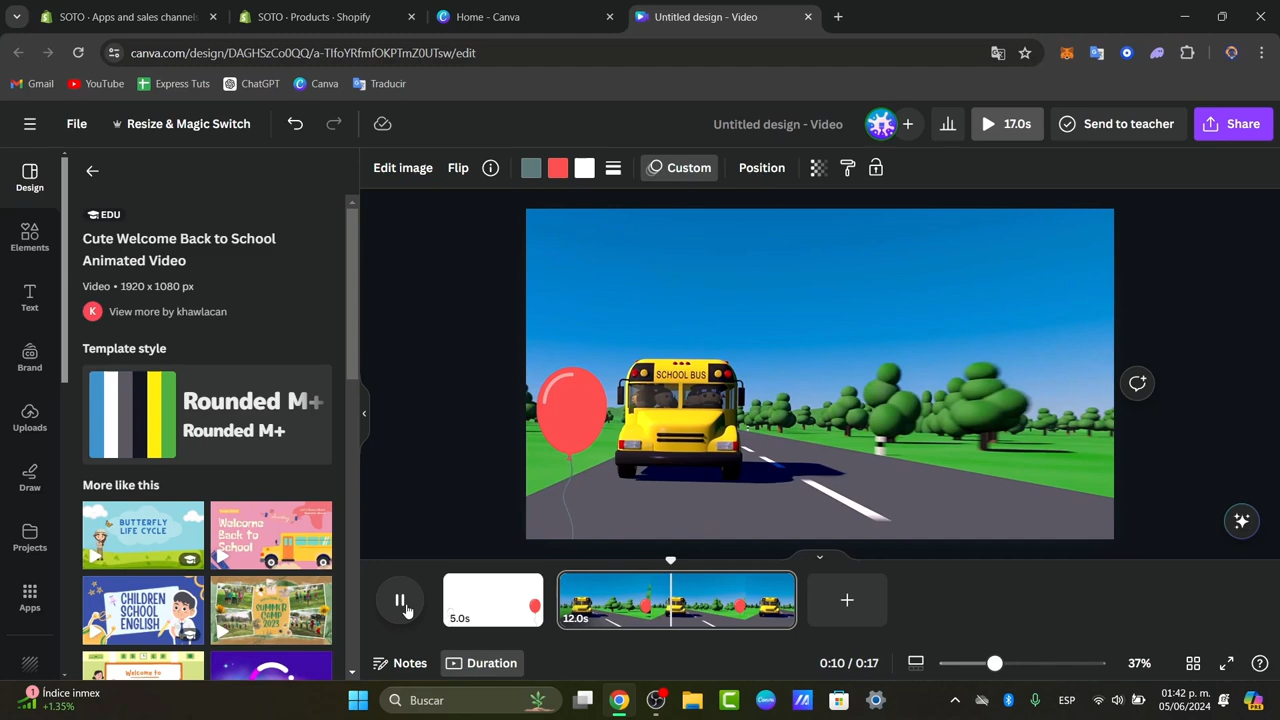 SOTO · Apps and sales channels
SOTO · Products · Shopify
Home - Canva
Untitled design - Video
canva.com/design/DAGHSzCo0QQ/a-TIfoYRfmfOKPTmZ0UTsw/edit
Gmail
YouTube
Express Tuts
ChatGPT
Canva
Traducir
File
Resize & Magic Switch
Untitled design - Video
17.0s
Send to teacher
Share
Design
Elements
Text
Brand
Uploads
Draw
Projects
Apps
EDU
Cute Welcome Back to School
Animated Video
Video • 1920 x 1080 px
K
View more by khawlacan
Template style
Rounded M+
Rounded M+
More like this
BUTTERFLY
LIFE CYCLE
Welcome
Back to
School
CHILDREN
SCHOOL
ENGLISH
SUMMER
CAMP
2023
Welcome to
Edit image
Flip
Custom
Position
SCHOOL BUS
5.0s
12.0s
Notes
Duration
37%
Índice inmex
+1.35%
1
Buscar
ESP
01:42 p. m.
05/06/2024